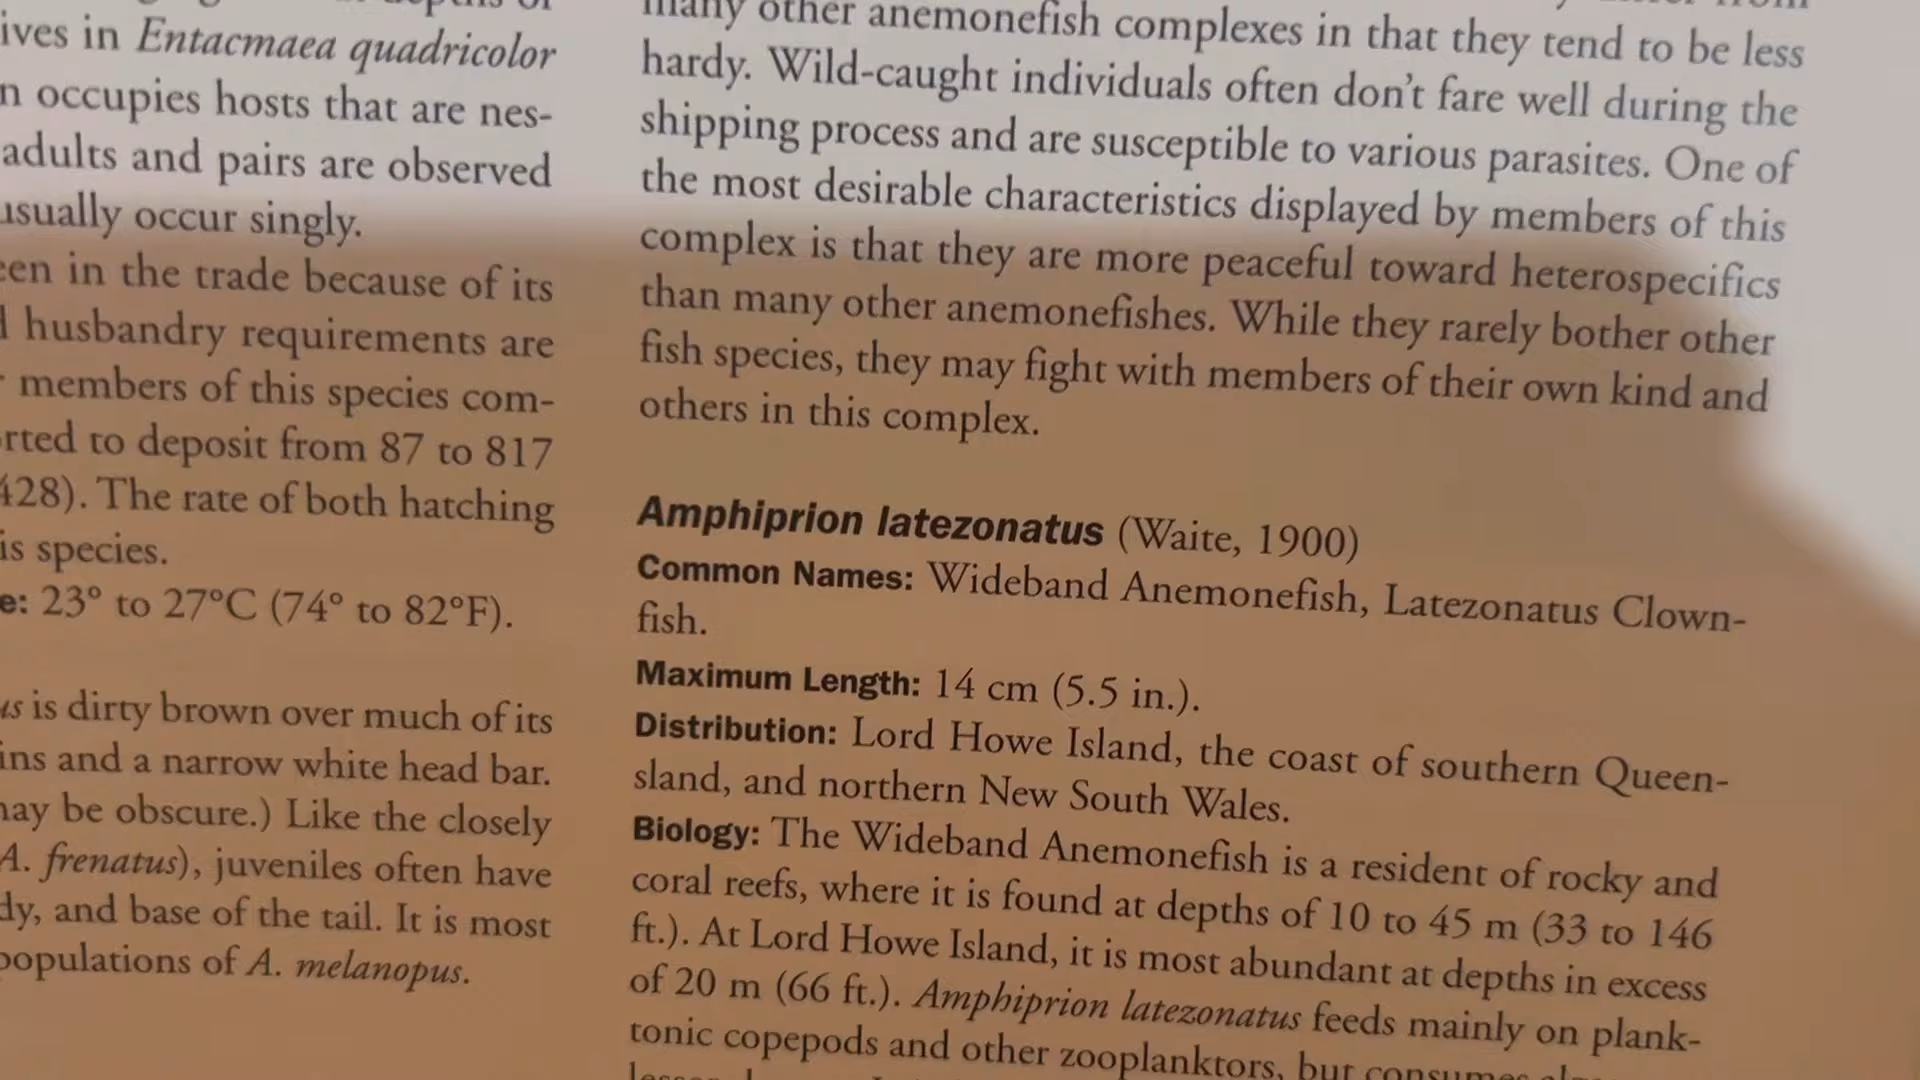 ives in Entacmaea quadricolor
n occupies hosts that are nes-
adults and pairs are observed
usually occur singly.
een in the trade because of its
husbandry requirements are
members of this species com-
rted to deposit from 87 to 817
428). The rate of both hatching
is species.
e: 23° to 27°C (74° to 82°F).
us is dirty brown over much of its
ins and a narrow white head bar.
may be obscure.) Like the closely
A. frenatus), juveniles often have
dy, and base of the tail. It is most
populations of A. melanopus.
many other anemonefish complexes in that they tend to be less
hardy. Wild-caught individuals often don't fare well during the
shipping process and are susceptible to various parasites. One of
the most desirable characteristics displayed by members of this
complex is that they are more peaceful toward heterospecifics
than many other anemonefishes. While they rarely bother other
fish species, they may fight with members of their own kind and
others in this complex.
Amphiprion latezonatus (Waite, 1900)
Common Names: Wideband Anemonefish, Latezonatus Clown-
fish.
Maximum Length: 14 cm (5.5 in.).
Distribution: Lord Howe Island, the coast of southern Queen-
sland, and northern New South Wales.
Biology: The Wideband Anemonefish is a resident of rocky and
coral reefs, where it is found at depths of 10 to 45 m (33 to 146
ft.). At Lord Howe Island, it is most abundant at depths in excess
of 20 m (66 ft.). Amphiprion latezonatus feeds mainly on plank-
tonic copepods and other zooplanktors, but consumes